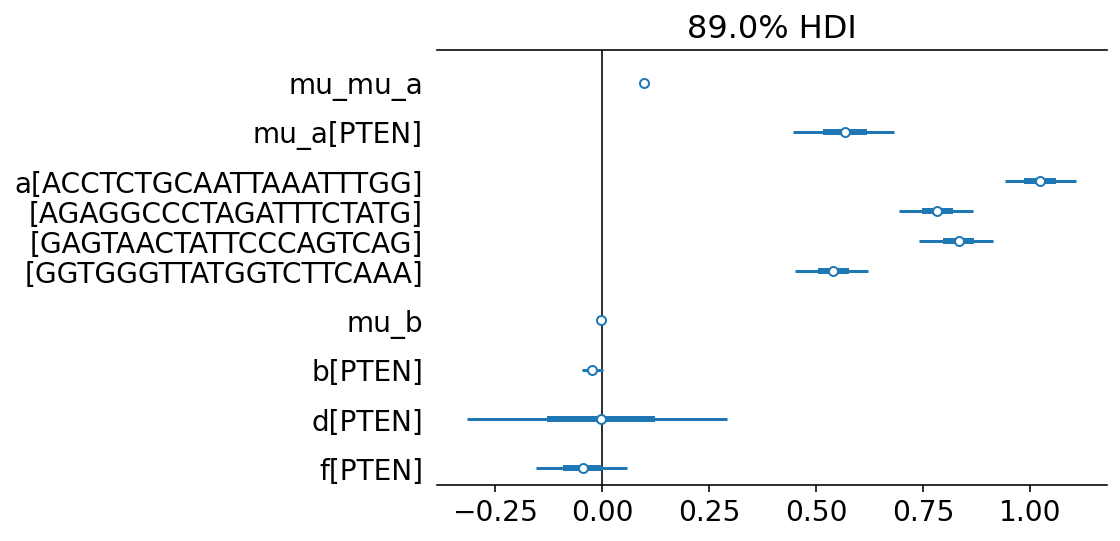 89.0% HDI
mu_mu_a
mu_a[PTEN]
a[ACCTCTGCAATTAAATTTGG]
[AGAGGCCCTAGATTTCTATG]
[GAGTAACTATTCCCAGTCAG]
[GGTGGGTTATGGTCTTCAAA]
mu_b
b[PTEN]
d[PTEN]
f[PTEN]
−0.25 0.00 0.25 0.50 0.75 1.00